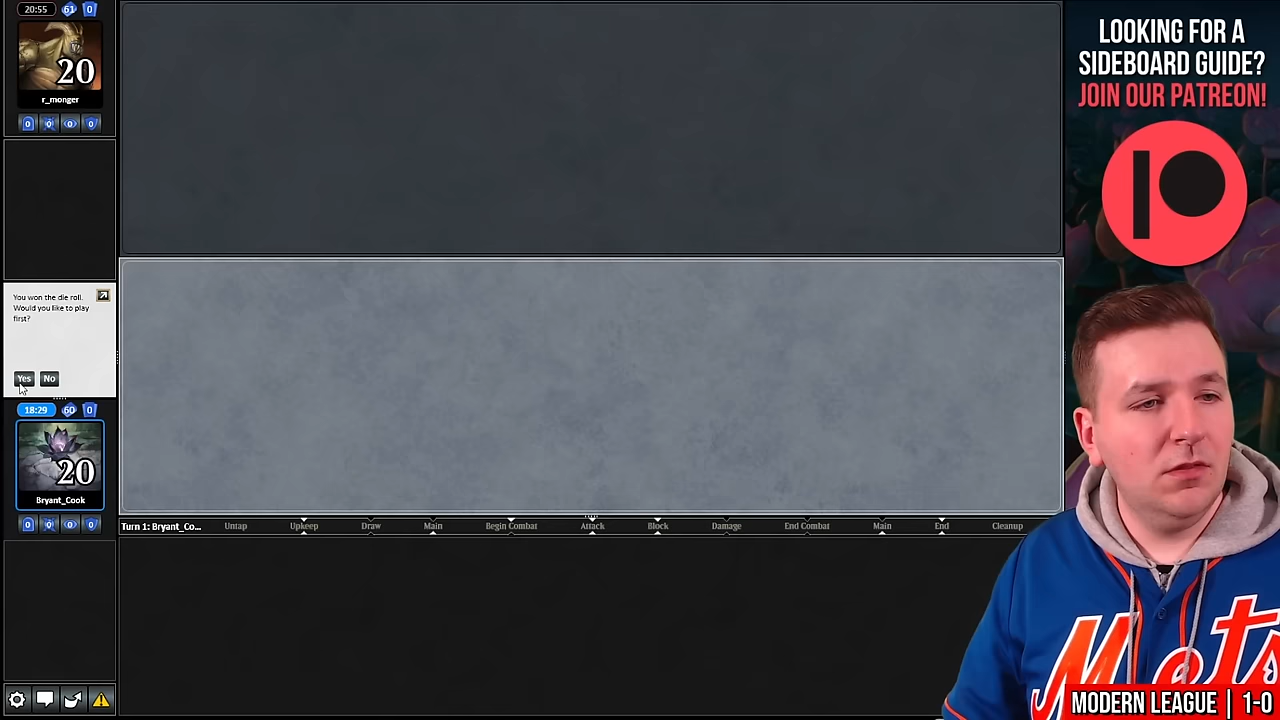 20:55 61 0
20
r_monger
0 0 0 0
You won the die roll.
Would you like to play
first?
Yes No
18:29 60 0
20
Bryant_Cook
0 0 0 0
Turn 1: Bryant_Co... Untap Upkeep Draw Main Begin Combat Attack Block Damage End Combat Main End Cleanup
LOOKING FOR A
SIDEBOARD GUIDE?
JOIN OUR PATREON!
Mets
MODERN LEAGUE | 1-0